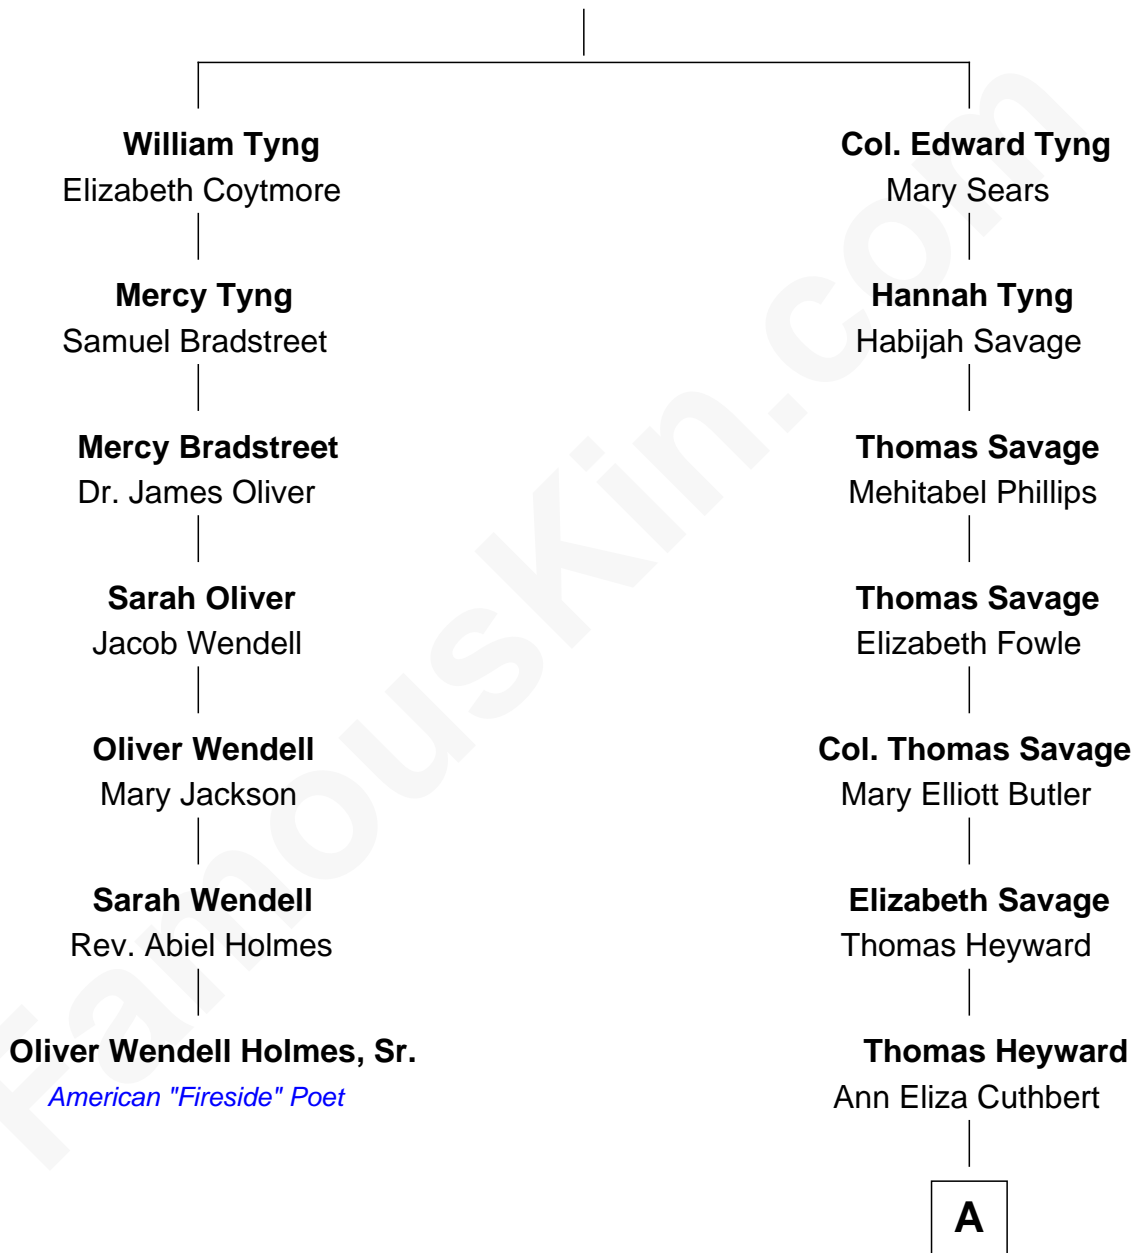 William Tyng
Elizabeth Coytmore
Mercy Tyng
Samuel Bradstreet
Mercy Bradstreet
Dr. James Oliver
Sarah Oliver
Jacob Wendell
Oliver Wendell
Mary Jackson
Sarah Wendell
Rev. Abiel Holmes
Oliver Wendell Holmes, Sr.
American "Fireside" Poet
Col. Edward Tyng
Mary Sears
Hannah Tyng
Habijah Savage
Thomas Savage
Mehitabel Phillips
Thomas Savage
Elizabeth Fowle
Col. Thomas Savage
Mary Elliott Butler
Elizabeth Savage
Thomas Heyward
Thomas Heyward
Ann Eliza Cuthbert
A
FamousKin.com